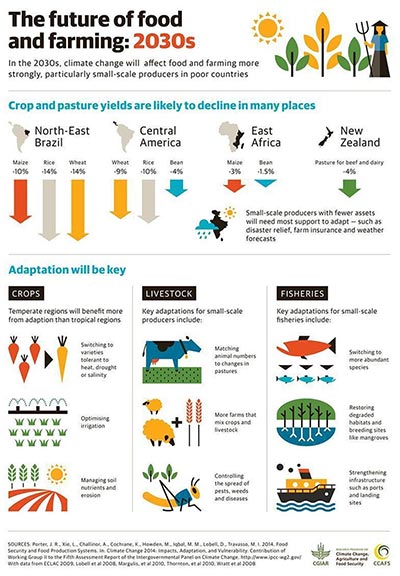 The future of food
and farming: 2030s
In the 2030s, climate change will affect food and farming more
strongly, particularly small-scale producers in poor countries
Crop and pasture yields are likely to decline in many places
North-East
Brazil
Maize Rice Wheat
-10% -14% -14%
Central
America
Wheat Rice Bean
-9% -10% -4%
East
Africa
Maize Bean
-3% -1.5%
New
Zealand
Pasture for beef and dairy
-4%
Small-scale producers with fewer assets
will need most support to adapt – such as
disaster relief, farm insurance and weather
forecasts
Adaptation will be key
CROPS
Temperate regions will benefit more
from adaption than tropical regions
Switching to
varieties
tolerant to
heat, drought
or salinity
Optimising
irrigation
Managing soil
nutrients and
erosion
LIVESTOCK
Key adaptations for small-scale
producers include:
Matching
animal numbers
to changes in
pastures
More farms that
mix crops and
livestock
Controlling
the spread of
pests, weeds
and diseases
FISHERIES
Key adaptations for small-scale
fisheries include:
Switching to
more abundant
species
Restoring
degraded
habitats and
breeding sites
like mangroves
Strengthening
infrastructure
such as ports
and landing
sites
SOURCES: Porter, J. R., Xie, L., Challinor, A., Cochrane, K., Howden, M., Iqbal, M. M., Lobell, D., Travasso, M. I. 2014. Food
Security and Food Production Systems. In: Climate Change 2014: Impacts, Adaptation, and Vulnerability. Contribution of
Working Group II to the Fifth Assessment Report of the Intergovernmental Panel on Climate Change. http://www.ipcc-wg2.gov/
With data from ECLAC 2009, Lobell et al 2008, Margulis, et al 2010, Thornton, et al 2010, Wratt et al 2008
CGIAR
Climate Change,
Agriculture and
Food Security
CCAFS